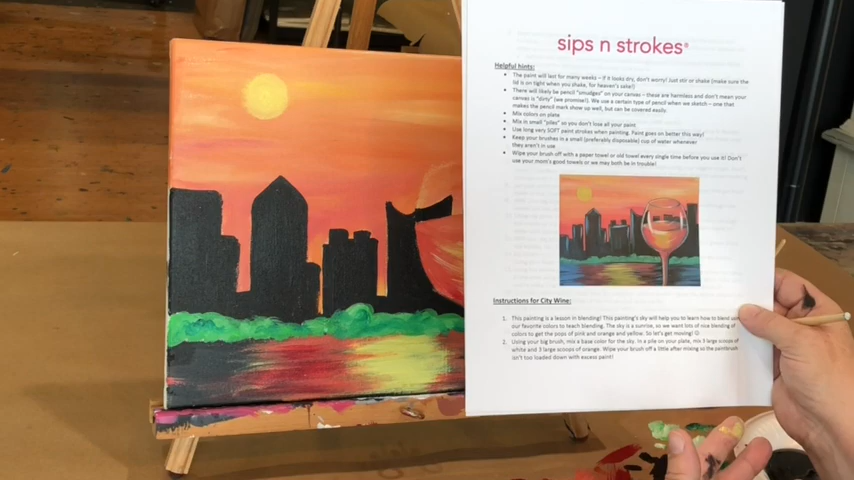 sips n strokes®
Helpful hints:
• The paint will last for many weeks – if it looks dry, don't worry! Just stir or shake (make sure the
lid is on tight when you shake, for heaven's sake!)
• There will likely be pencil "smudges" on your canvas – these are harmless and don't mean your
canvas is "dirty" (we promise!). We use a certain type of pencil when we sketch – one that
makes the pencil mark show up well, but can be covered easily.
• Mix colors on plate
• Mix in small "piles" so you don't lose all your paint
• Use long very SOFT paint strokes when painting. Paint goes on better this way!
• Keep your brushes in a small (preferably disposable) cup of water whenever
they aren't in use
• Wipe your brush off with a paper towel or old towel every single time before you use it! Don't
use your mom's good towels or we may both be in trouble!
Instructions for City Wine:
1. This painting is a lesson in blending! This painting's sky will help you to learn how to blend
our favorite colors to teach blending. The sky is a sunrise, so we want lots of nice blending of
colors to get the pops of pink and orange and yellow. So let's get moving!
2. Using your big brush, mix a base color for the sky. In a pile on your plate, mix 3 large scoops of
white and 3 large scoops of orange. Wipe your brush off a little after mixing so the paintbrush
isn't too loaded down with excess paint!